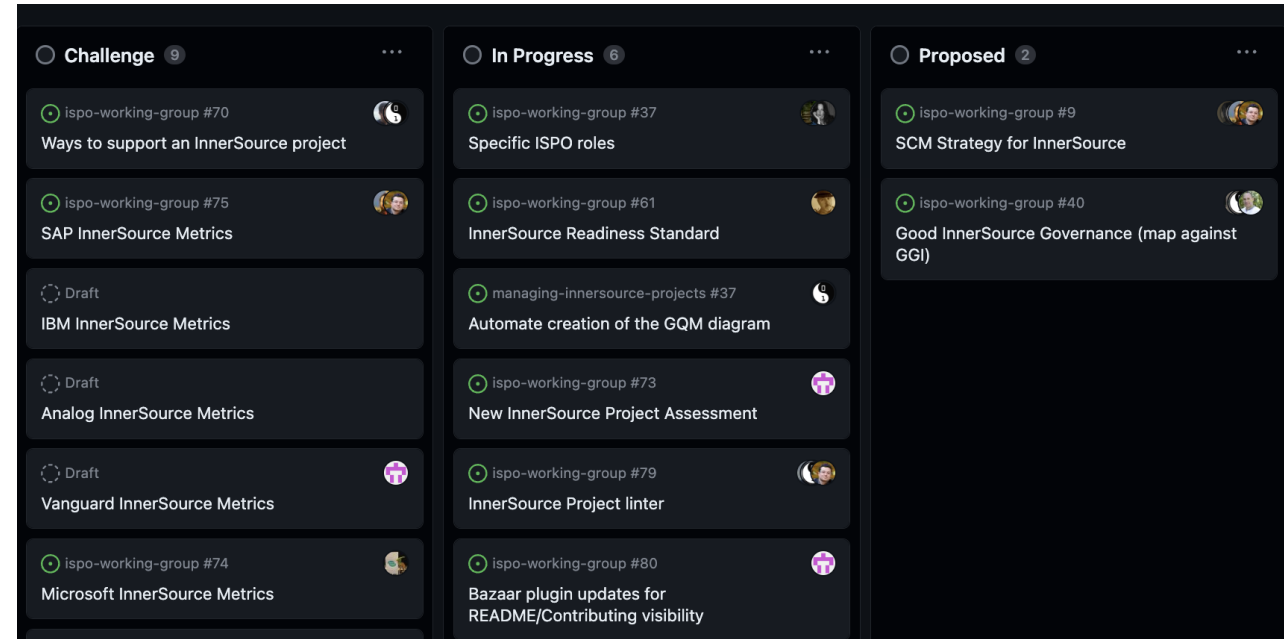 Challenge 9
ispo-working-group #70
Ways to support an InnerSource project
ispo-working-group #75
SAP InnerSource Metrics
Draft
IBM InnerSource Metrics
Draft
Analog InnerSource Metrics
Draft
Vanguard InnerSource Metrics
ispo-working-group #74
Microsoft InnerSource Metrics
In Progress 6
ispo-working-group #37
Specific ISPO roles
ispo-working-group #61
InnerSource Readiness Standard
managing-innersource-projects #37
Automate creation of the GQM diagram
ispo-working-group #73
New InnerSource Project Assessment
ispo-working-group #79
InnerSource Project linter
ispo-working-group #80
Bazaar plugin updates for
README/Contributing visibility
Proposed 2
ispo-working-group #9
SCM Strategy for InnerSource
ispo-working-group #40
Good InnerSource Governance (map against
GGI)